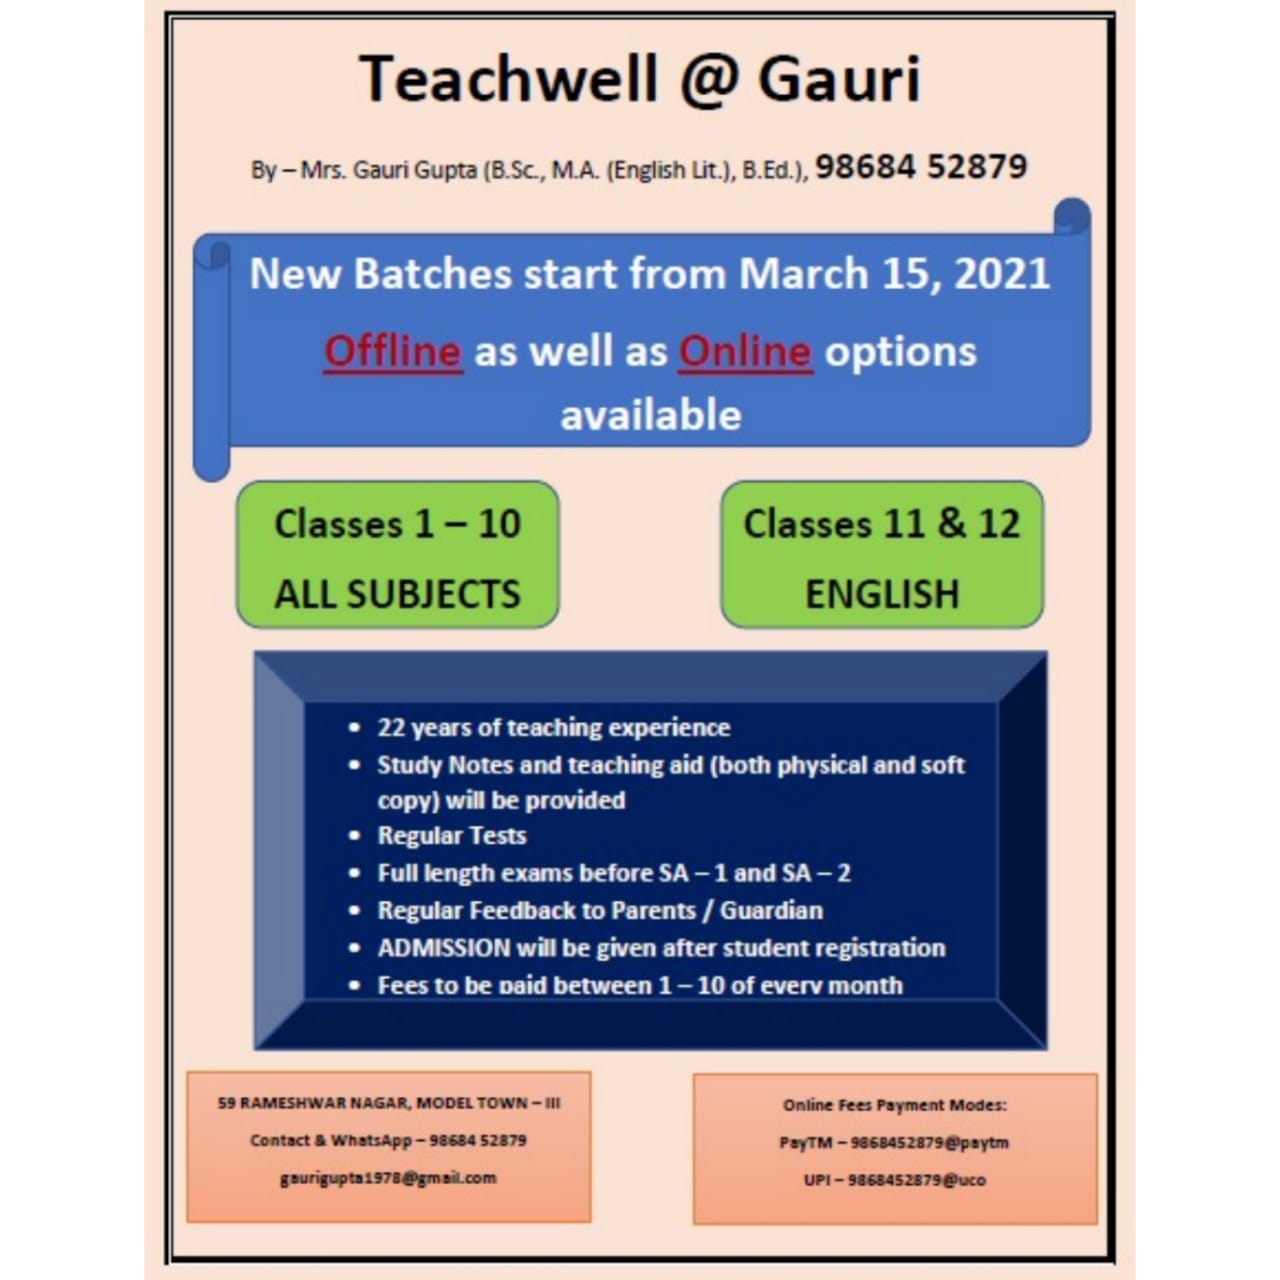 Teachwell @ Gauri
By – Mrs. Gauri Gupta (B.Sc., M.A. (English Lit.), B.Ed.), 98684 52879
New Batches start from March 15, 2021
Offline as well as Online options
available
Classes 1 – 10
ALL SUBJECTS
Classes 11 & 12
ENGLISH
• 22 years of teaching experience
• Study Notes and teaching aid (both physical and soft
copy) will be provided
• Regular Tests
• Full length exams before SA – 1 and SA – 2
• Regular Feedback to Parents / Guardian
• ADMISSION will be given after student registration
• Fees to be paid between 1 – 10 of every month
59 RAMESHWAR NAGAR, MODEL TOWN – III
Contact & WhatsApp – 98684 52879
gaurigupta1978@gmail.com
Online Fees Payment Modes:
PayTM – 9868452879@paytm
UPI – 9868452879@uco